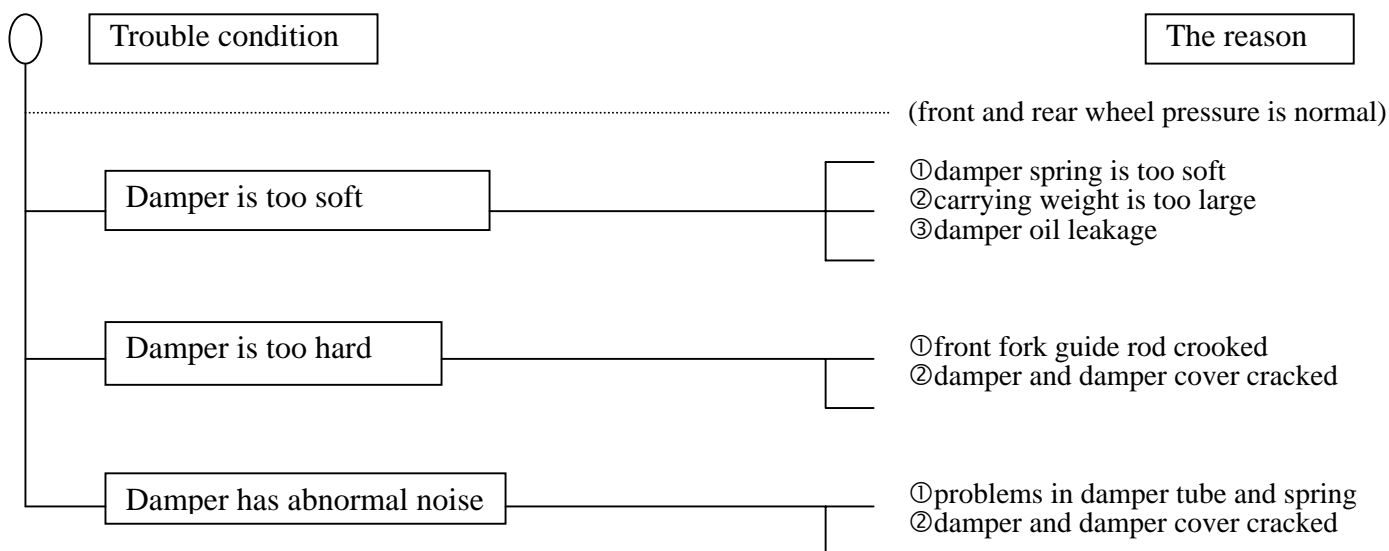 Trouble condition
The reason
(front and rear wheel pressure is normal)
Damper is too soft
①damper spring is too soft
②carrying weight is too large
③damper oil leakage
Damper is too hard
①front fork guide rod crooked
②damper and damper cover cracked
Damper has abnormal noise
①problems in damper tube and spring
②damper and damper cover cracked